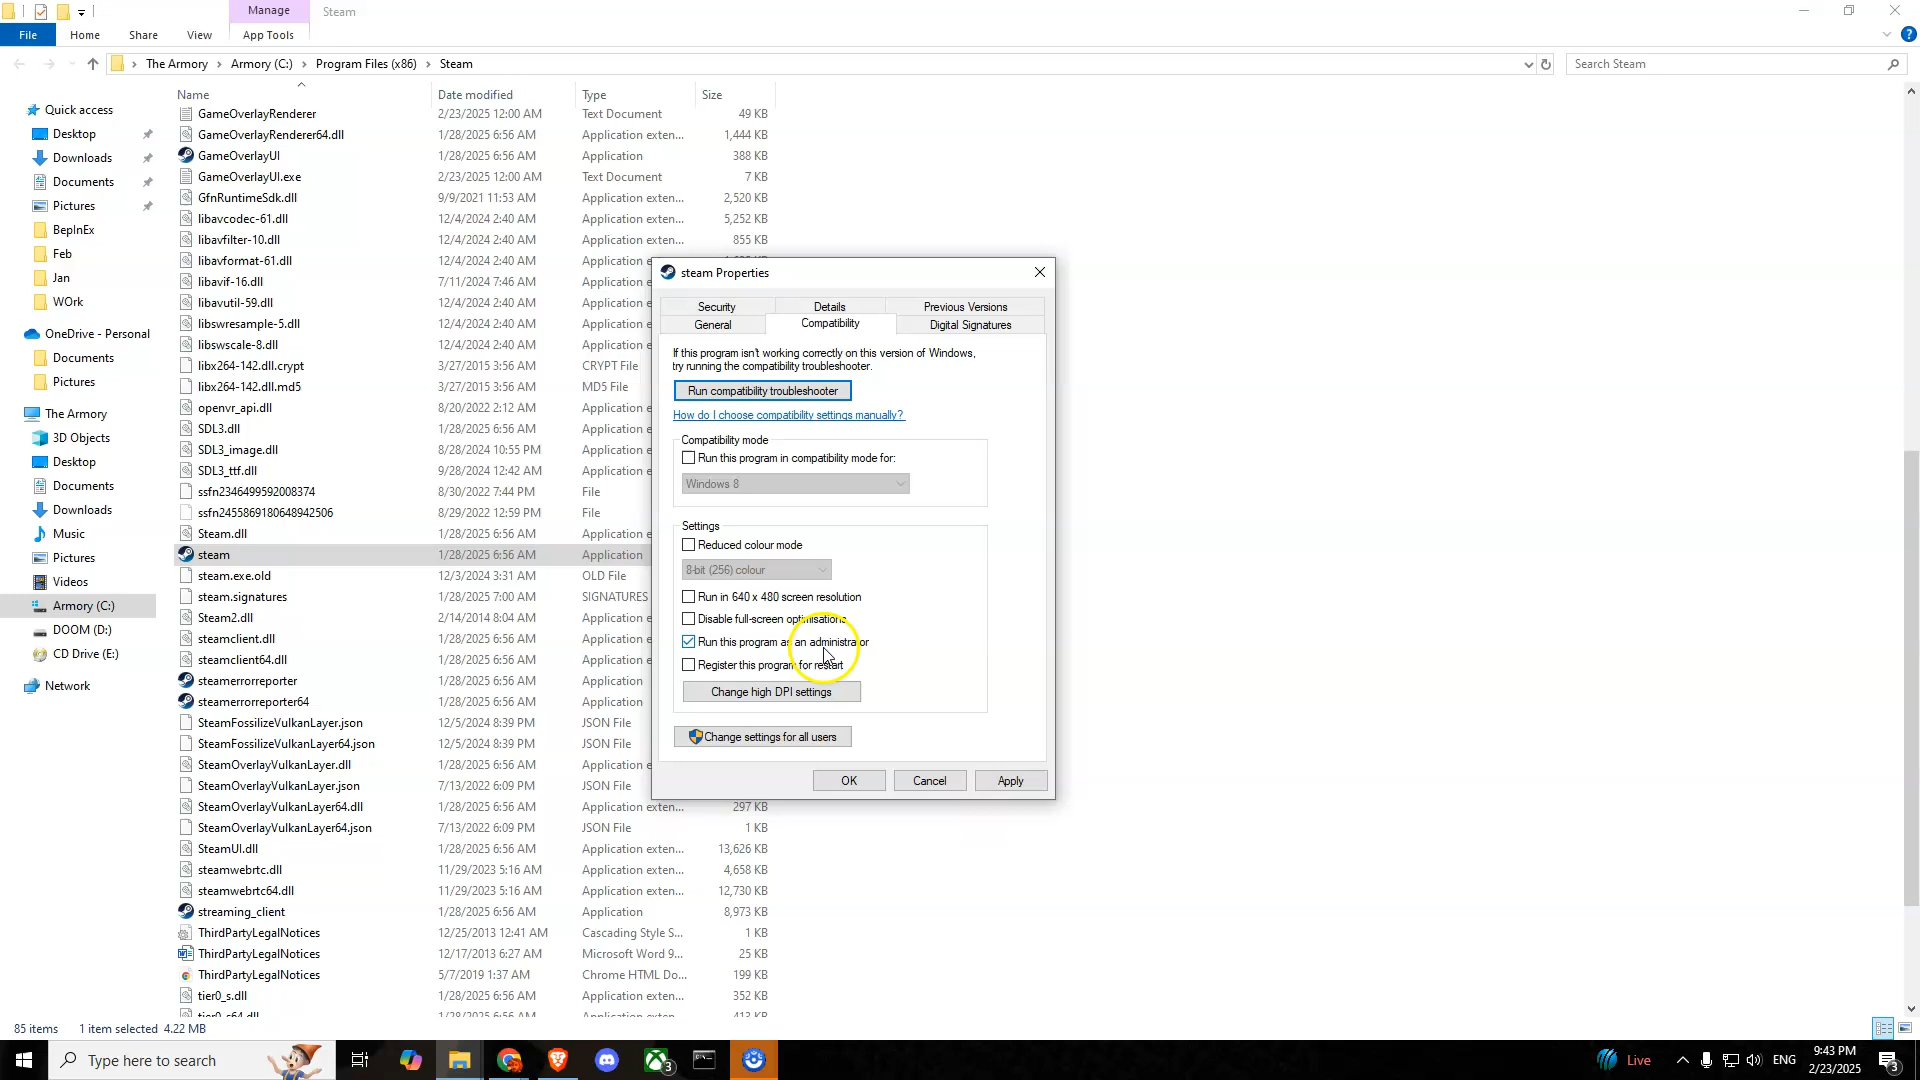 Manage
Steam
File
Home
Share
View
App Tools
The Armory
Armory (C:)
Program Files (x86)
Steam
Search Steam
Name
Date modified
Type
Size
Quick access
Desktop
Downloads
Documents
Pictures
BepInEx
Feb
Jan
WOrk
OneDrive - Personal
Documents
Pictures
The Armory
3D Objects
Desktop
Documents
Downloads
Music
Pictures
Videos
Armory (C:)
DOOM (D:)
CD Drive (E:)
Network
GameOverlayRenderer 2/23/2025 12:00 AM Text Document 49 KB
GameOverlayRenderer64.dll 1/28/2025 6:56 AM Application exten... 1,444 KB
GameOverlayUI 1/28/2025 6:56 AM Application 388 KB
GameOverlayUI.exe 2/23/2025 12:00 AM Text Document 7 KB
GfnRuntimeSdk.dll 9/9/2021 11:53 AM Application exten... 2,520 KB
libavcodec-61.dll 12/4/2024 2:40 AM Application exten... 5,252 KB
libavfilter-10.dll 12/4/2024 2:40 AM Application exten... 855 KB
libavformat-61.dll 12/4/2024 2:40 AM Application e
libavif-16.dll 7/11/2024 7:46 AM Application e
libavutil-59.dll 12/4/2024 2:40 AM Application e
libswresample-5.dll 12/4/2024 2:40 AM Application e
libswscale-8.dll 12/4/2024 2:40 AM Application e
libx264-142.dll.crypt 3/27/2015 3:56 AM CRYPT File
libx264-142.dll.md5 3/27/2015 3:56 AM MD5 File
openvr_api.dll 8/20/2022 2:12 AM Application e
SDL3.dll 1/28/2025 6:56 AM Application e
SDL3_image.dll 8/28/2024 10:55 PM Application e
SDL3_ttf.dll 9/28/2024 12:42 AM Application e
ssfn2346499592008374 8/30/2022 7:44 PM File
ssfn2455869180648942506 8/29/2022 12:59 PM File
Steam.dll 1/28/2025 6:56 AM Application e
steam 1/28/2025 6:56 AM Application
steam.exe.old 12/3/2024 3:31 AM OLD File
steam.signatures 1/28/2025 7:00 AM SIGNATURES
Steam2.dll 2/14/2014 8:04 AM Application e
steamclient.dll 1/28/2025 6:56 AM Application e
steamclient64.dll 1/28/2025 6:56 AM Application e
steamerrorreporter 1/28/2025 6:56 AM Application
steamerrorreporter64 1/28/2025 6:56 AM Application
SteamFossilizeVulkanLayer.json 12/5/2024 8:39 PM JSON File
SteamFossilizeVulkanLayer64.json 12/5/2024 8:39 PM JSON File
SteamOverlayVulkanLayer.dll 1/28/2025 6:56 AM Application e
SteamOverlayVulkanLayer.json 7/13/2022 6:09 PM JSON File
SteamOverlayVulkanLayer64.dll 1/28/2025 6:56 AM Application exten... 297 KB
SteamOverlayVulkanLayer64.json 7/13/2022 6:09 PM JSON File 1 KB
SteamUI.dll 1/28/2025 6:56 AM Application exten... 13,626 KB
steamwebrtc.dll 11/29/2023 5:16 AM Application exten... 4,658 KB
steamwebrtc64.dll 11/29/2023 5:16 AM Application exten... 12,730 KB
streaming_client 1/28/2025 6:56 AM Application 8,973 KB
ThirdPartyLegalNotices 12/25/2013 12:41 AM Cascading Style S... 1 KB
ThirdPartyLegalNotices 12/17/2013 6:27 AM Microsoft Word 9... 25 KB
ThirdPartyLegalNotices 5/7/2019 1:37 AM Chrome HTML Do... 199 KB
tier0_s.dll 1/28/2025 6:56 AM Application exten... 352 KB
tier0_s64.dll 1/28/2025 6:56 AM Application exten... 413 KB
steam Properties
Security
Details
Previous Versions
General
Compatibility
Digital Signatures
If this program isn't working correctly on this version of Windows,
try running the compatibility troubleshooter.
Run compatibility troubleshooter
How do I choose compatibility settings manually?
Compatibility mode
Run this program in compatibility mode for:
Windows 8
Settings
Reduced colour mode
8-bit (256) colour
Run in 640 x 480 screen resolution
Disable full-screen optimisations
Run this program as an administrator
Register this program for restart
Change high DPI settings
Change settings for all users
OK
Cancel
Apply
85 items
1 item selected 4.22 MB
Type here to search
3
Live
ENG
9:43 PM
2/23/2025
3